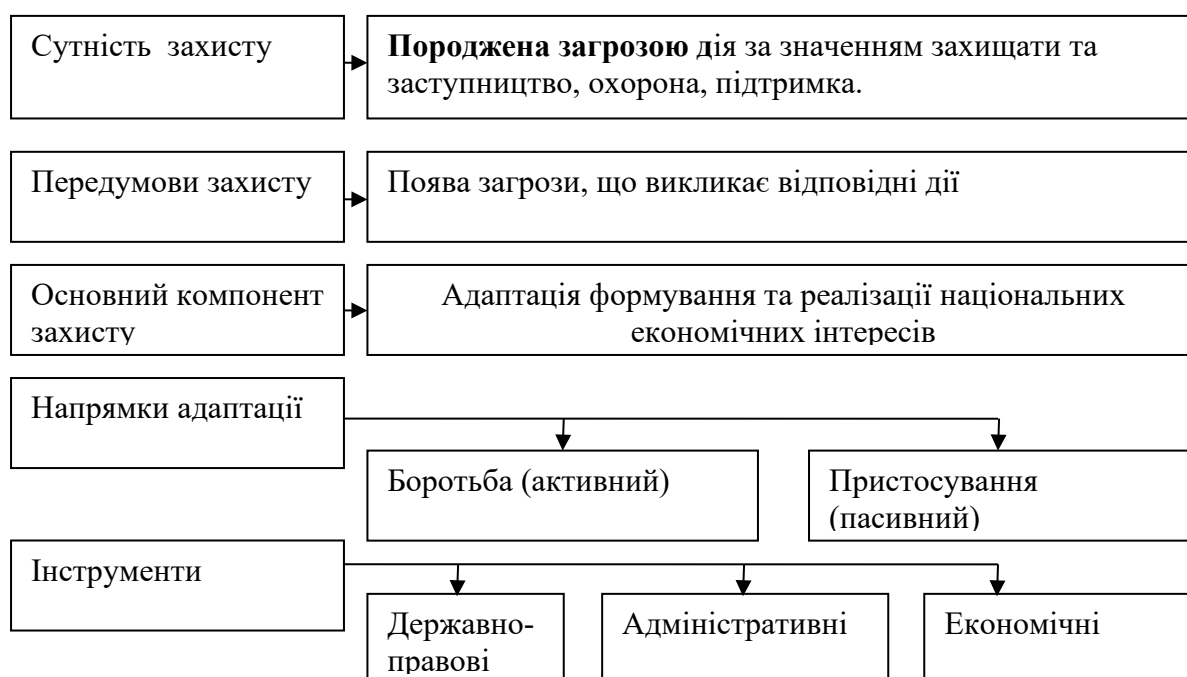 Сутність захисту
Породжена загрозою дія за значенням захищати та
заступництво, охорона, підтримка.
Передумови захисту
Поява загрози, що викликає відповідні дії
Основний компонент
захисту
Адаптація формування та реалізації національних
економічних інтересів
Напрямки адаптації
Боротьба (активний)
Пристосування
(пасивний)
Інструменти
Державно-
правові
Адміністративні
Економічні